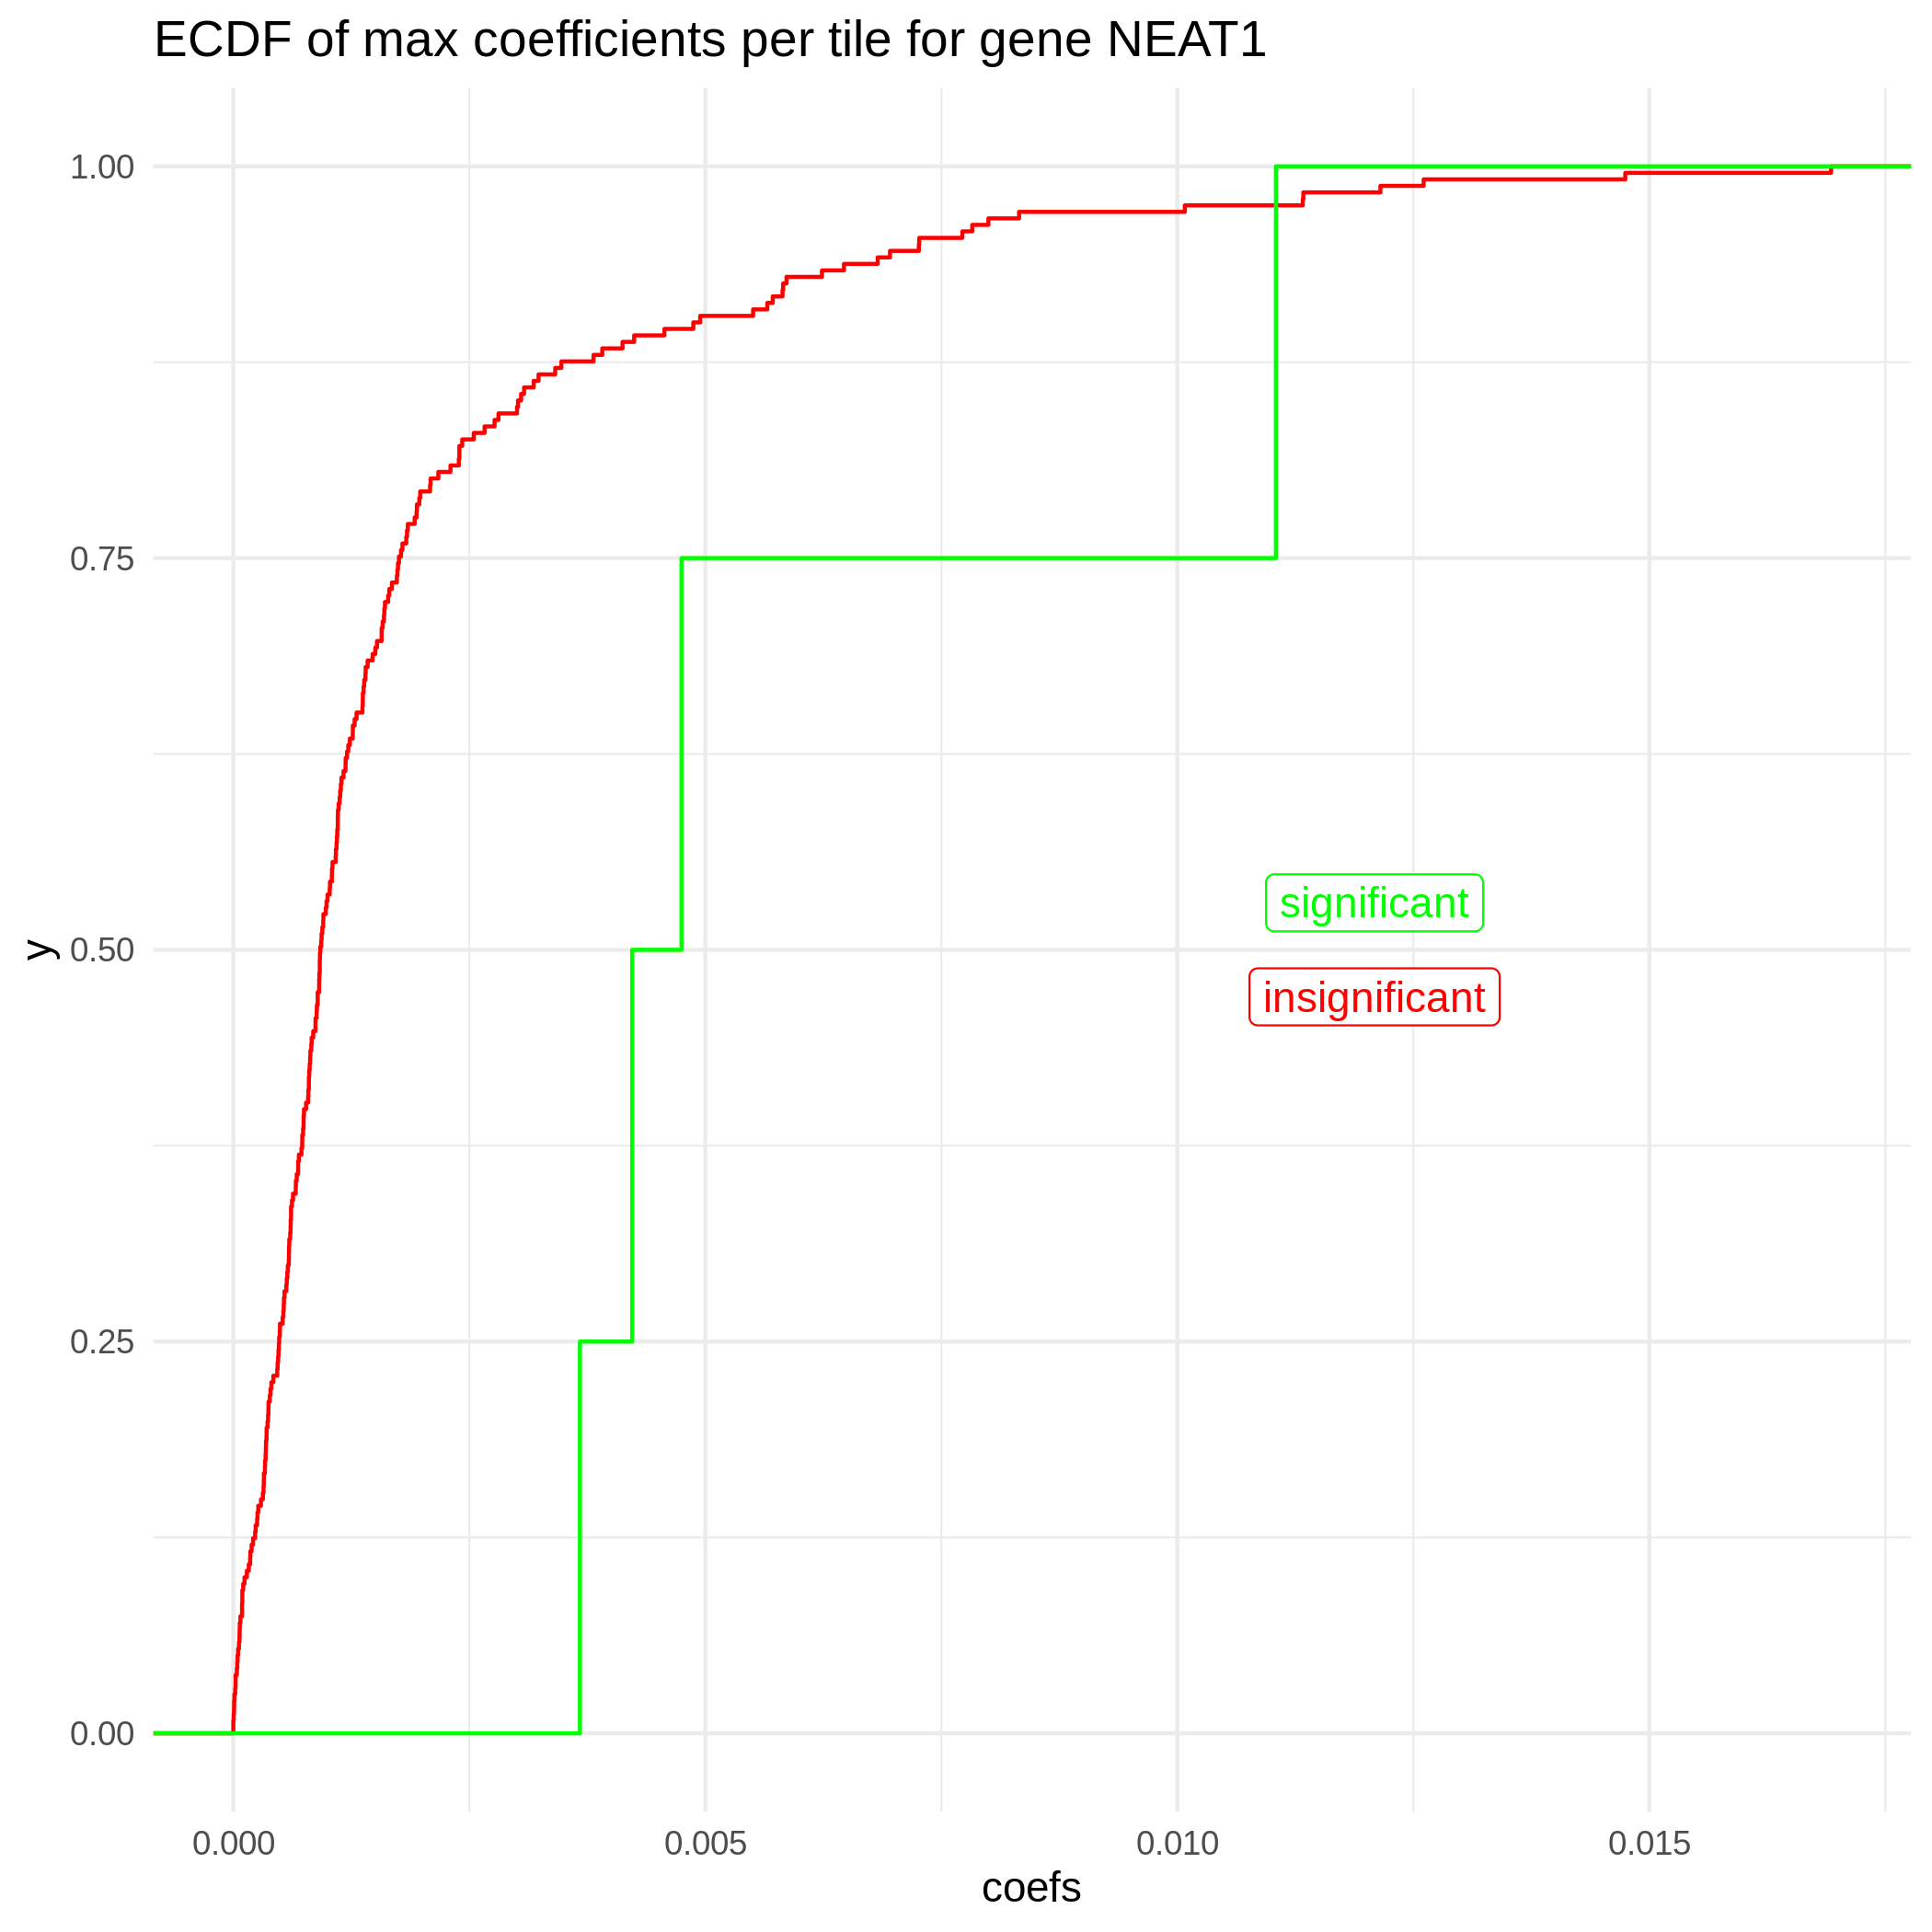 ECDF of max coefficients per tile for gene NEAT1
1.00
0.75
0.50
0.25
0.00
y
significant
insignificant
0.000 0.005 0.010 0.015
coefs